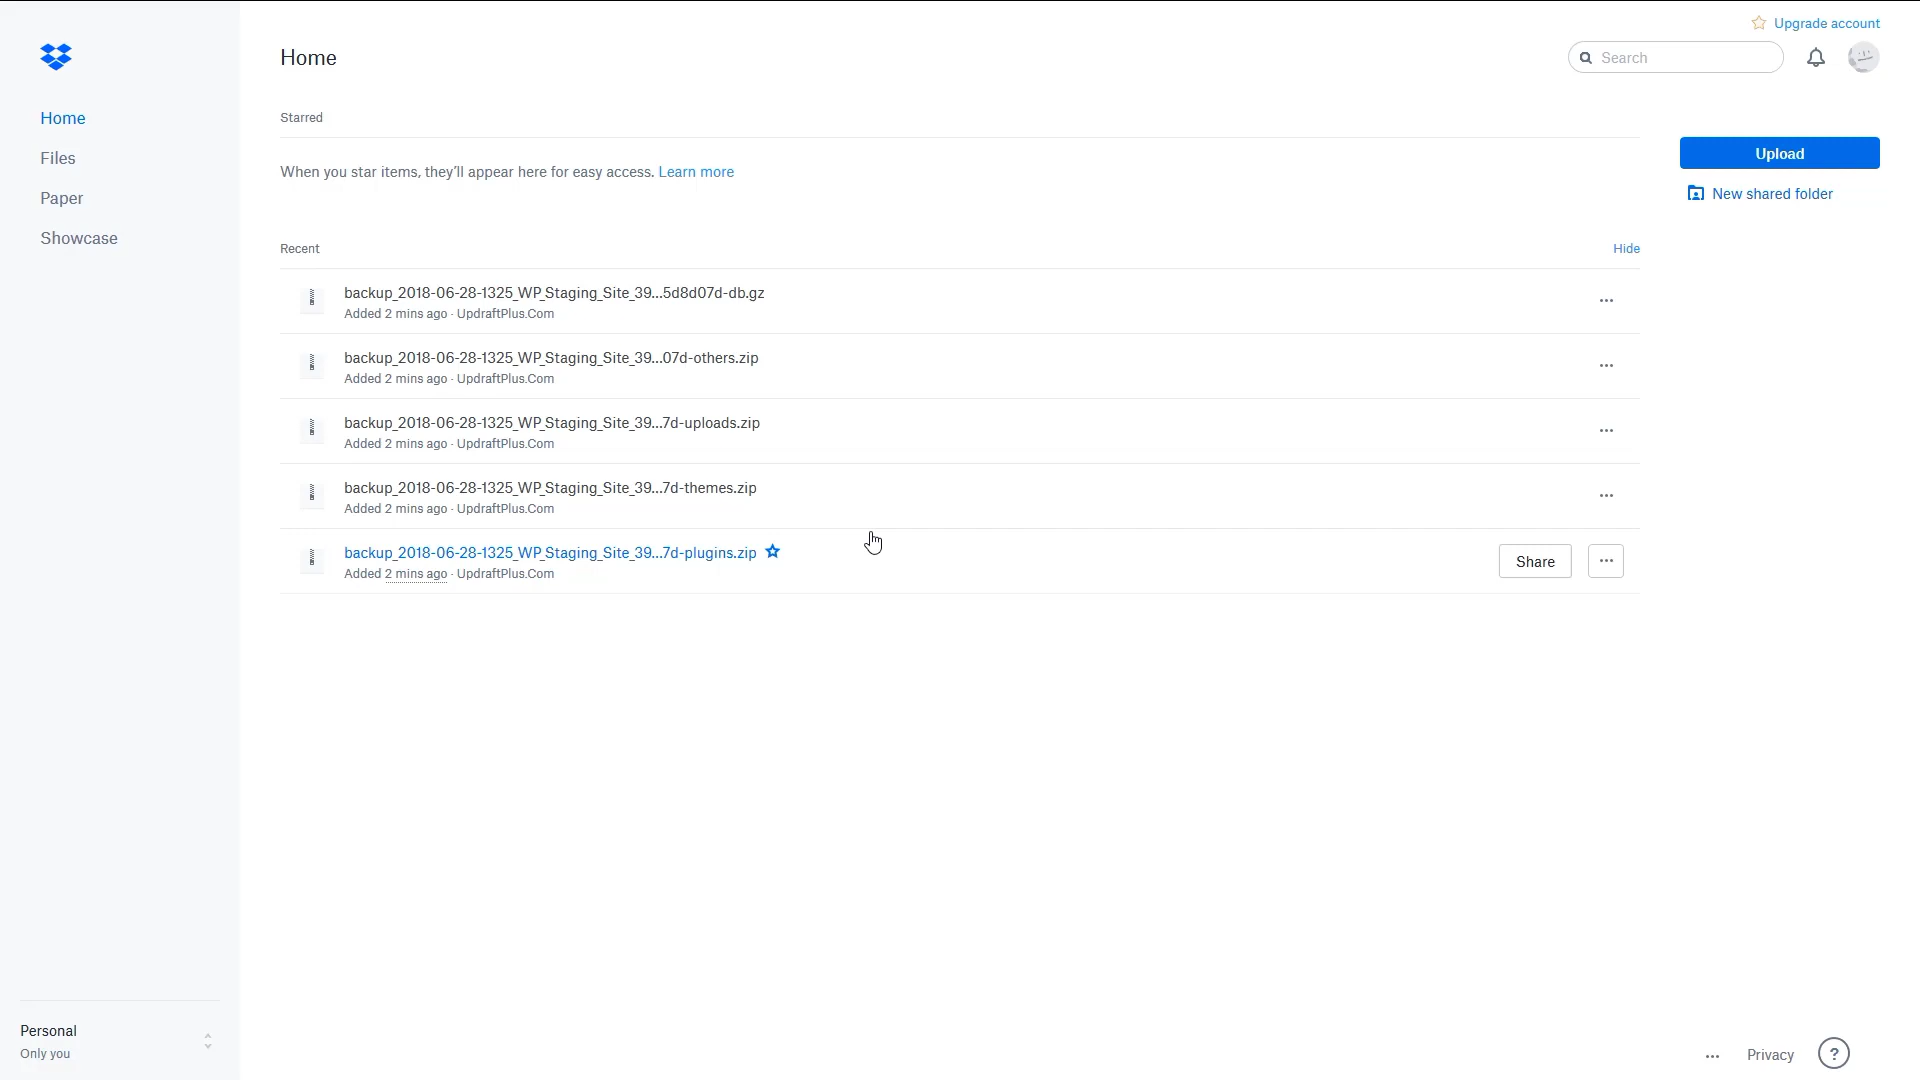 Upgrade account
Home
Search
Home
Files
Paper
Showcase
Starred
When you star items, they’ll appear here for easy access. Learn more
Upload
New shared folder
Recent
Hide
backup_2018-06-28-1325_WP_Staging_Site_39...5d8d07d-db.gz
Added 2 mins ago · UpdraftPlus.Com
backup_2018-06-28-1325_WP_Staging_Site_39...07d-others.zip
Added 2 mins ago · UpdraftPlus.Com
backup_2018-06-28-1325_WP_Staging_Site_39...7d-uploads.zip
Added 2 mins ago · UpdraftPlus.Com
backup_2018-06-28-1325_WP_Staging_Site_39...7d-themes.zip
Added 2 mins ago · UpdraftPlus.Com
backup_2018-06-28-1325_WP_Staging_Site_39...7d-plugins.zip
Added 2 mins ago · UpdraftPlus.Com
Share
Personal
Only you
Privacy
?